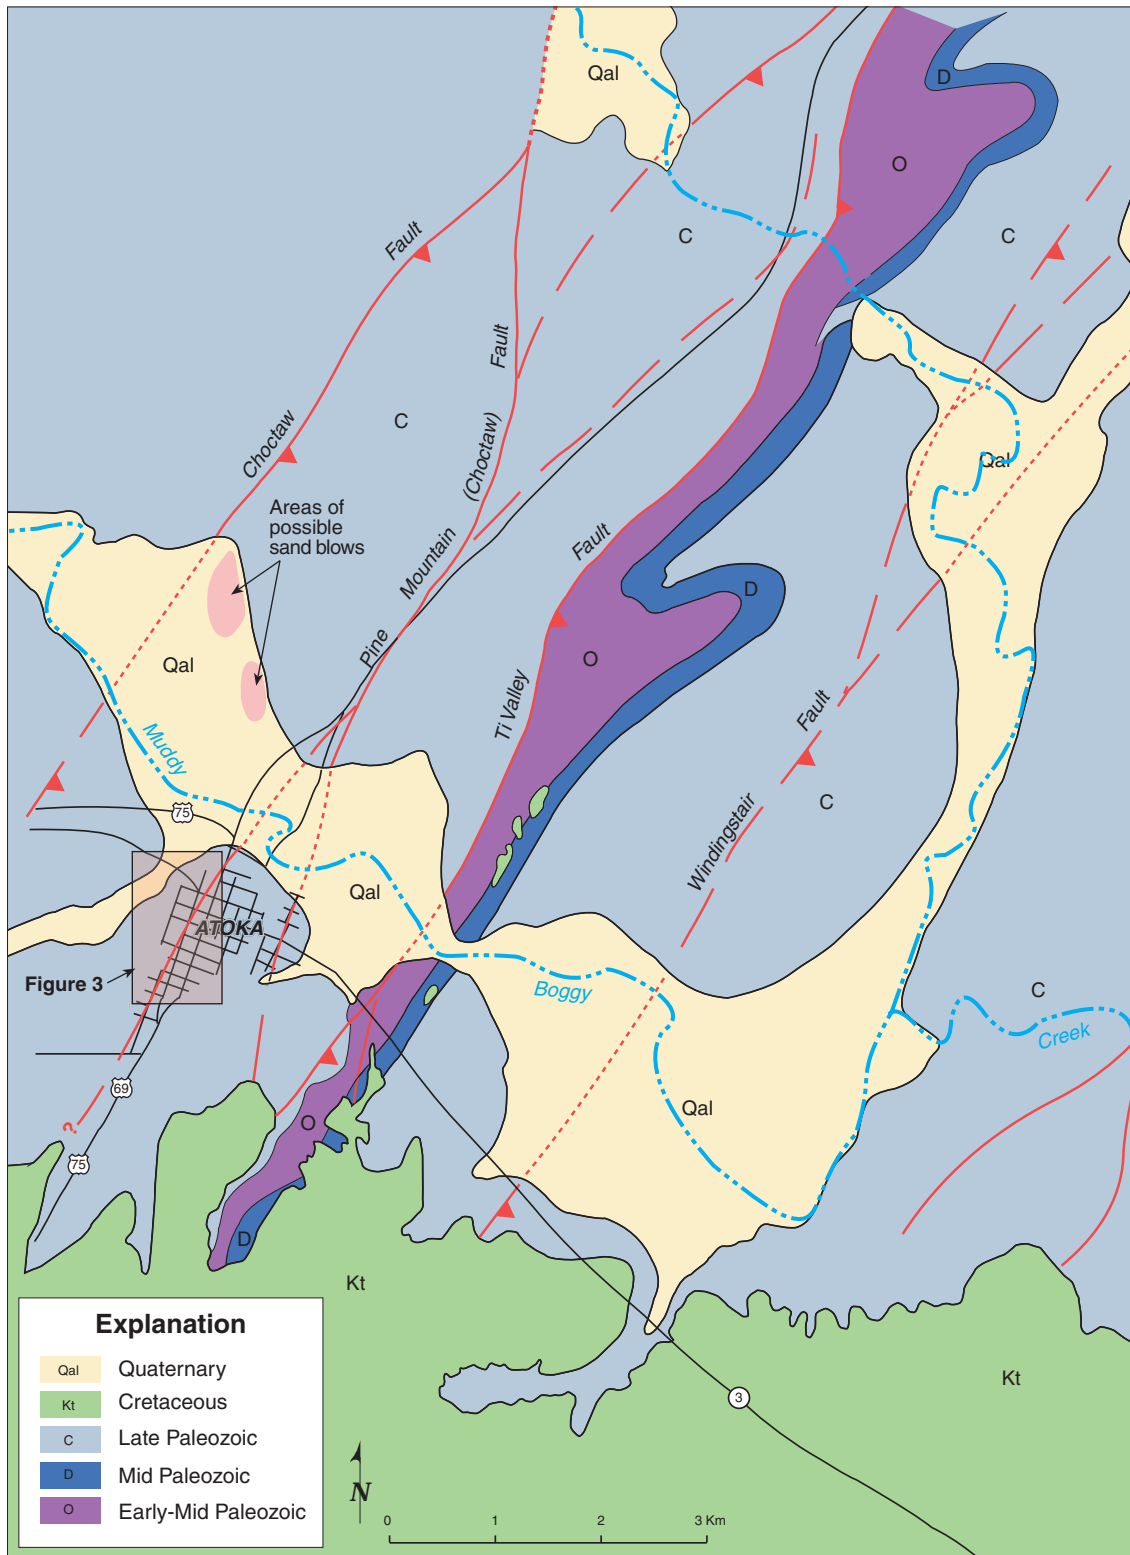 Qal
D
O
C
C
Fault
Fault
(Choctaw)
C
Choctaw
Qal
Areas of
possible
sand blows
Mountain
Fault
D
Pine
Qal
O
Ti Valley
Fault
Muddy
C
75
Windingstair
Qal
ATOKA
Figure 3
Boggy
C
Creek
69
Qal
O
?
75
D
Kt
Kt
3
Explanation
Qal Quaternary
Kt Cretaceous
C Late Paleozoic
D Mid Paleozoic
O Early-Mid Paleozoic
N
0 1 2 3 Km